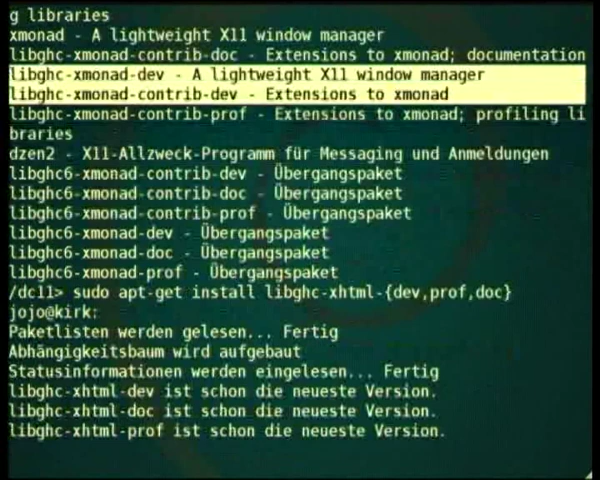 g libraries
xmonad - A lightweight X11 window manager
libghc-xmonad-contrib-doc - Extensions to xmonad; documentation
libghc-xmonad-dev - A lightweight X11 window manager
libghc-xmonad-contrib-dev - Extensions to xmonad
libghc-xmonad-contrib-prof - Extensions to xmonad; profiling li
braries
dzen2 - X11-Allzweck-Programm für Messaging und Anmeldungen
libghc6-xmonad-contrib-dev - Übergangspaket
libghc6-xmonad-contrib-doc - Übergangspaket
libghc6-xmonad-contrib-prof - Übergangspaket
libghc6-xmonad-dev - Übergangspaket
libghc6-xmonad-doc - Übergangspaket
libghc6-xmonad-prof - Übergangspaket
/dc11> sudo apt-get install libghc-xhtml-{dev,prof,doc}
jojo@kirk:
Paketlisten werden gelesen... Fertig
Abhängigkeitsbaum wird aufgebaut
Statusinformationen werden eingelesen... Fertig
libghc-xhtml-dev ist schon die neueste Version.
libghc-xhtml-doc ist schon die neueste Version.
libghc-xhtml-prof ist schon die neueste Version.